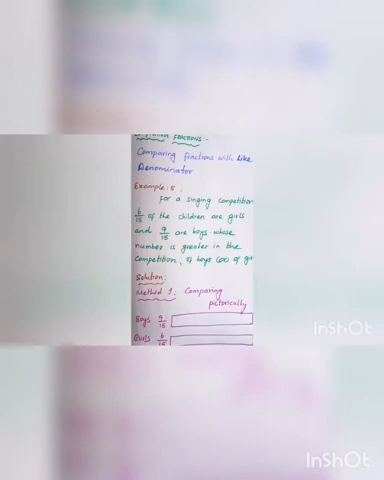 FRACTIONS:-
Comparing fractions with Like
Denominator
Example: 5:
For a singing competition
6/15 of the children are girls
and 9/15 are boys. whose
number is greater in the
competition, of boys (or) of
Solution:
Method 1: Comparing
pictorically
Boys 9/15
Girls 6/15
InShOt
InShOt